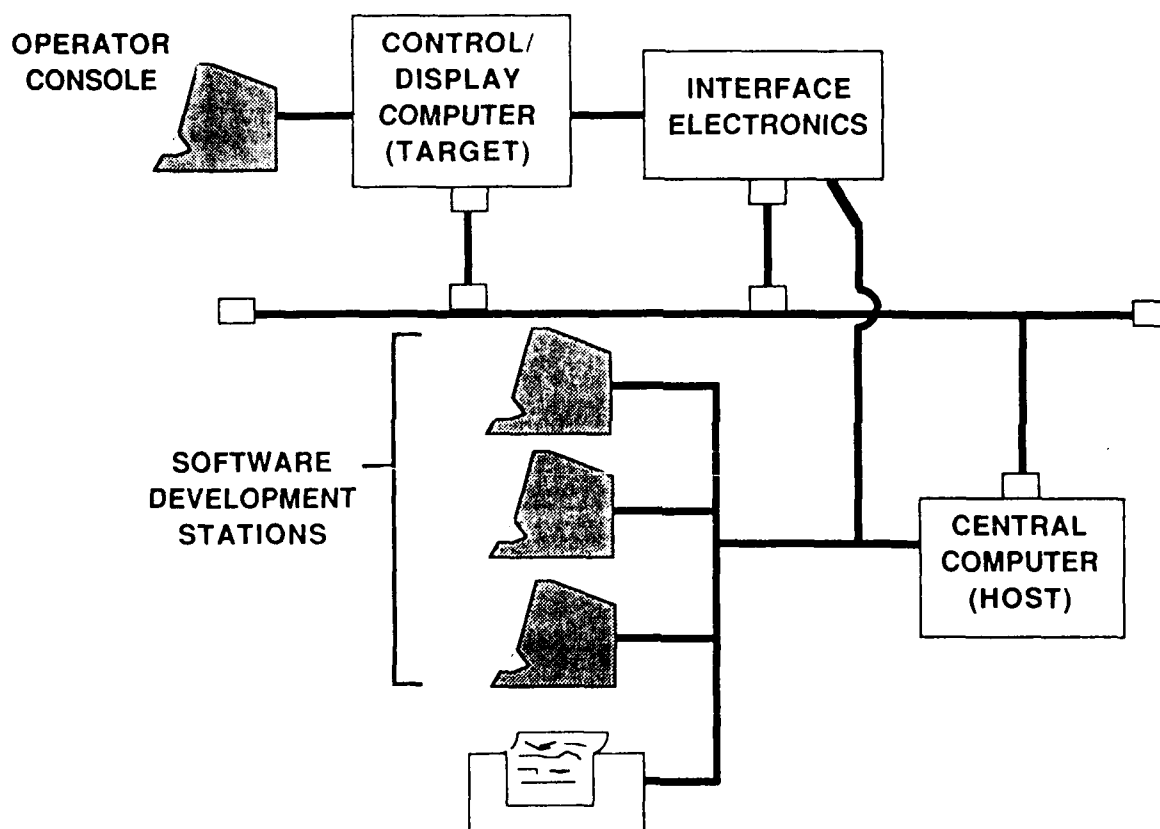 OPERATOR
CONSOLE
CONTROL/
DISPLAY
COMPUTER
(TARGET)
INTERFACE
ELECTRONICS
SOFTWARE
DEVELOPMENT
STATIONS
CENTRAL
COMPUTER
(HOST)